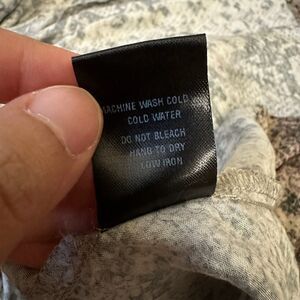 MACHINE WASH COLD
COLD WATER
DO NOT BLEACH
HANG TO DRY
LOW IRON